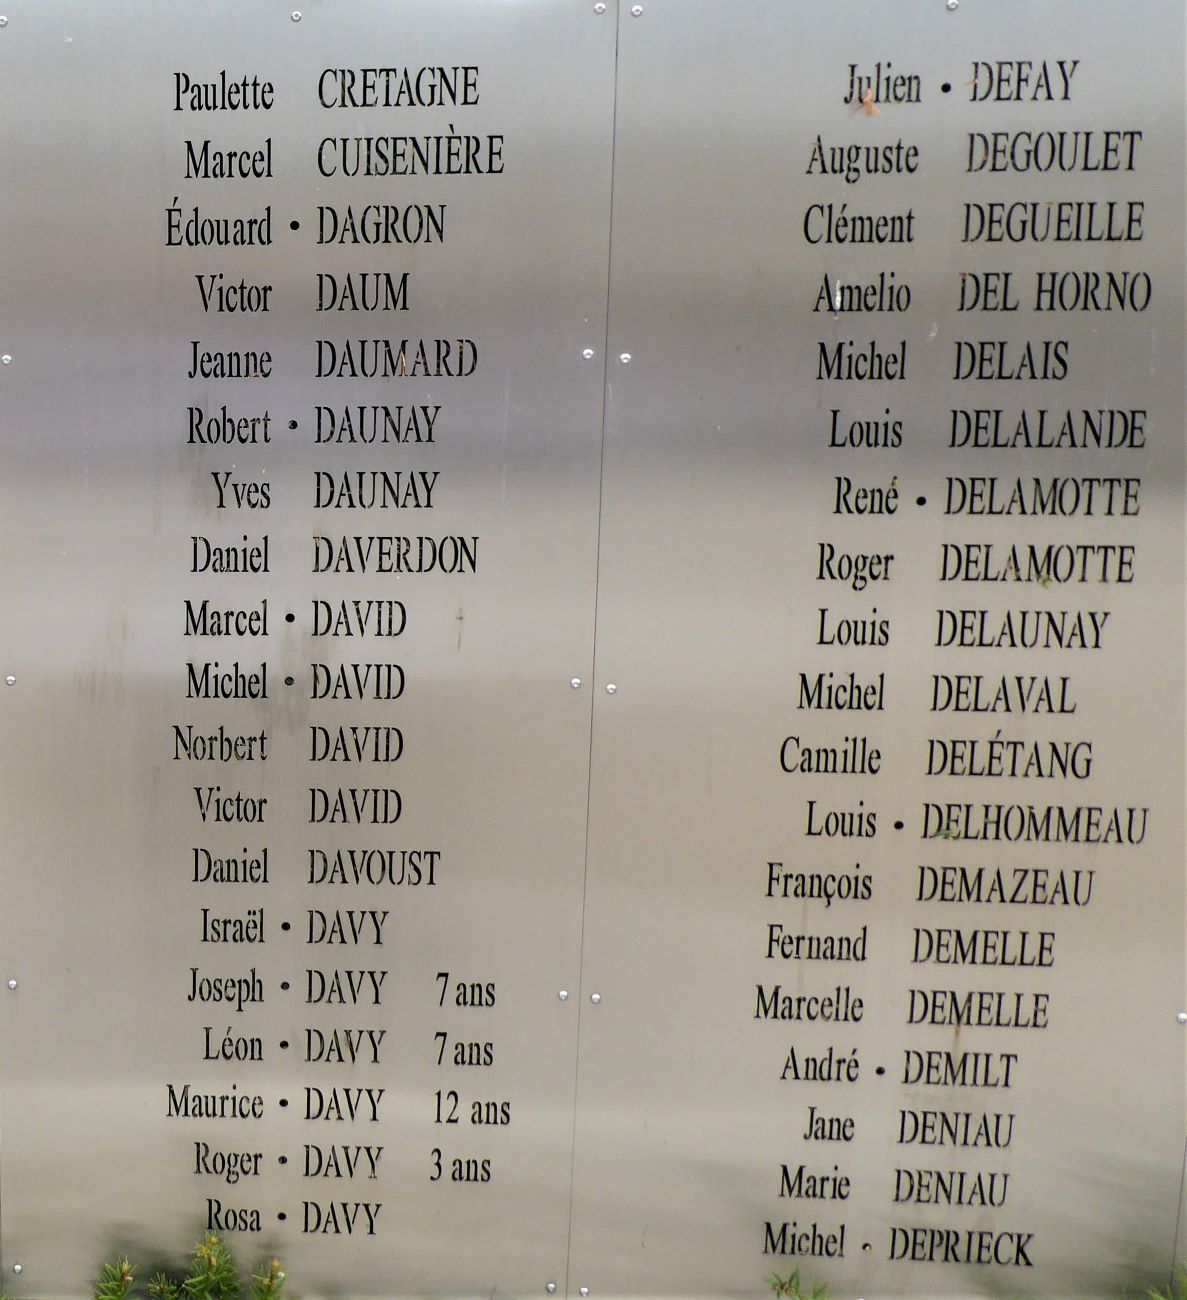 Paulette CRETAGNE
Marcel CUISENIÈRE
Édouard • DAGRON
Victor DAUM
Jeanne DAUMARD
Robert • DAUNAY
Yves DAUNAY
Daniel DAVERDON
Marcel • DAVID
Michel • DAVID
Norbert DAVID
Victor DAVID
Daniel DAVOUST
Israël • DAVY
Joseph • DAVY 7 ans
Léon • DAVY 7 ans
Maurice • DAVY 12 ans
Roger • DAVY 3 ans
Rosa • DAVY
Julien • DEFAY
Auguste DEGOULET
Clément DEGUEILLE
Amelio DEL HORNO
Michel DELAIS
Louis DELALANDE
René • DELAMOTTE
Roger DELAMOTTE
Louis DELAUNAY
Michel DELAVAL
Camille DELÉTANG
Louis • DELHOMMEAU
François DEMAZEAU
Fernand DEMELLE
Marcelle DEMELLE
André • DEMILT
Jane DENIAU
Marie DENIAU
Michel • DEPRIECK